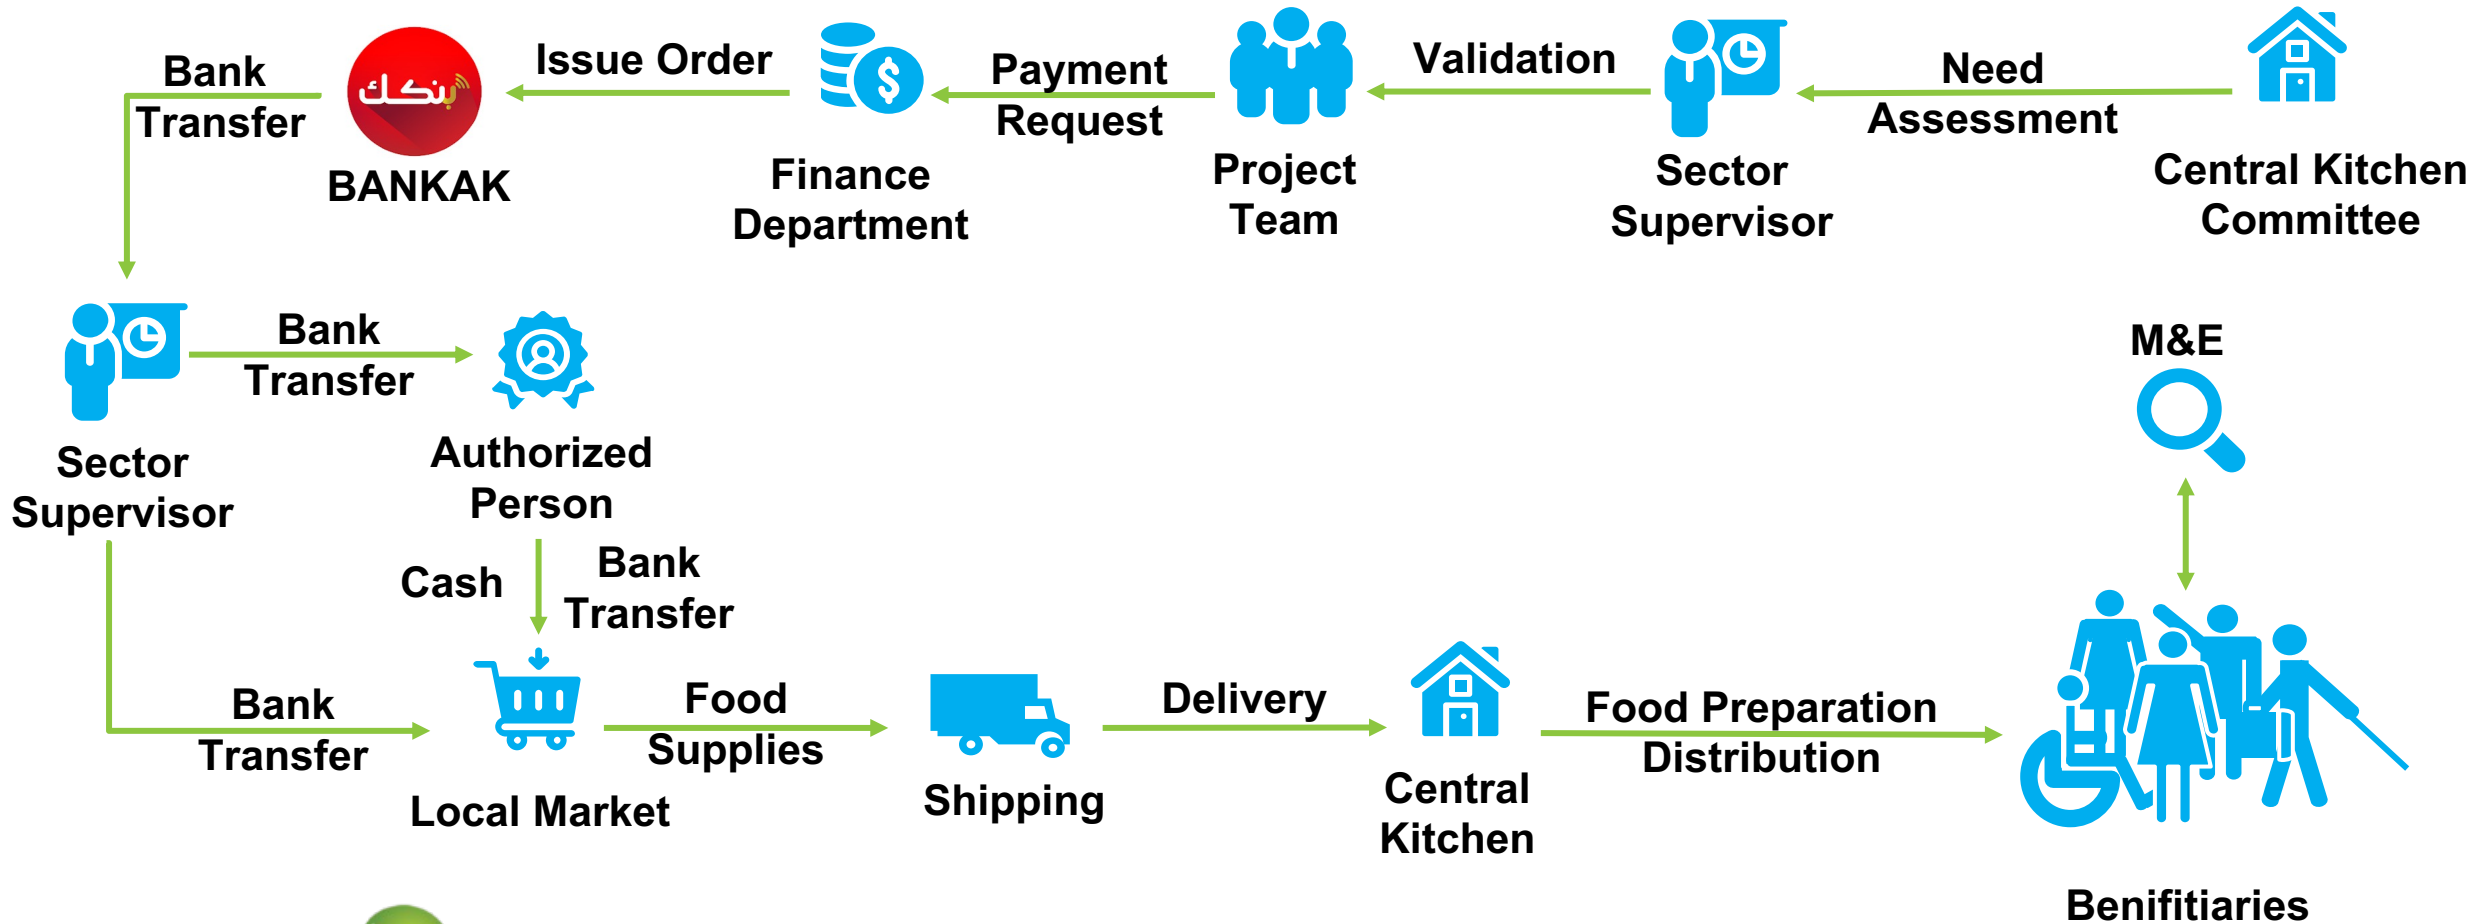 Bank
Transfer
بنكك
BANKAK
Issue Order
Finance
Department
Payment
Request
Project
Team
Validation
Sector
Supervisor
Need
Assessment
Central Kitchen
Committee
Sector
Supervisor
Bank
Transfer
Authorized
Person
Cash
Bank
Transfer
Bank
Transfer
Local Market
Food
Supplies
Shipping
Delivery
Central
Kitchen
Food Preparation
Distribution
M&E
Benifitiaries